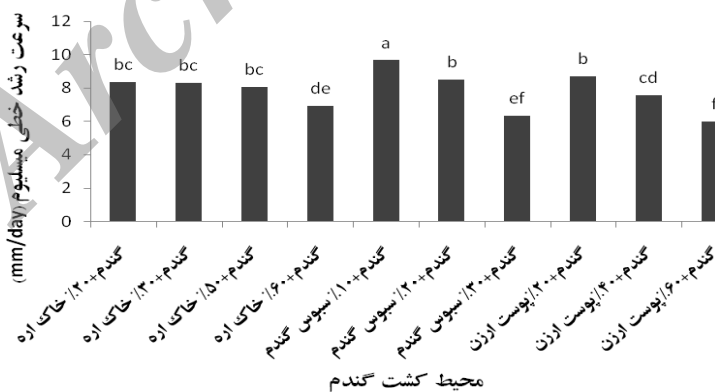 سرعت رشد خطی میسلیوم (mm/day)
12
10
8
6
4
2
0
bc
bc
bc
de
a
b
ef
b
cd
f
گندم+۲۰٪ خاک اره
گندم+۳۰٪ خاک اره
گندم+۵۰٪ خاک اره
گندم+۶۰٪ خاک اره
گندم+۱۰٪ سبوس گندم
گندم+۲۰٪ سبوس گندم
گندم+۳۰٪ سبوس گندم
گندم+۲۰٪ پوست ارزن
گندم+۴۰٪ پوست ارزن
گندم+۶۰٪ پوست ارزن
محیط کشت گندم
Arc